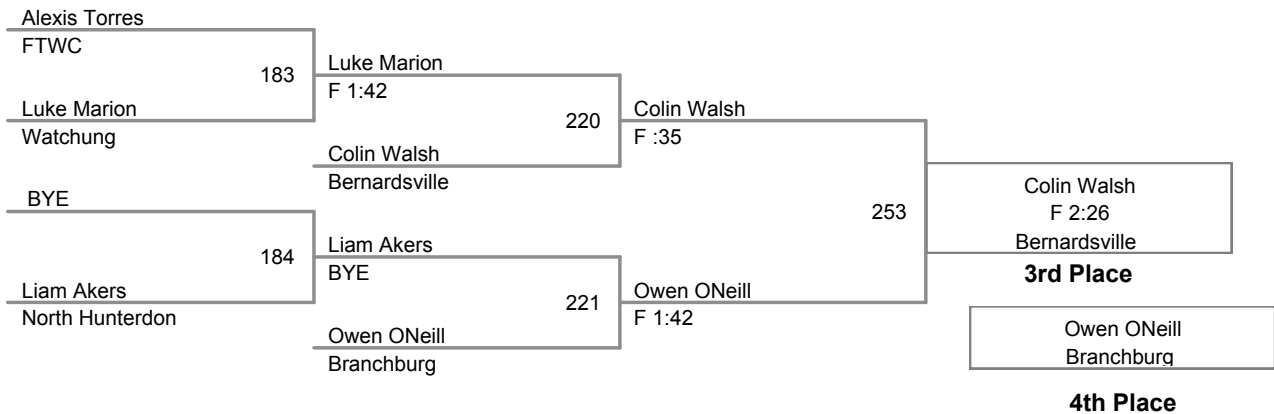 Alexis Torres
FTWC
183
Luke Marion
Watchung
BYE
184
Liam Akers
North Hunterdon
Luke Marion
F 1:42
220
Colin Walsh
Bernardsville
Liam Akers
BYE
221
Owen ONeill
Branchburg
Colin Walsh
F :35
253
Owen ONeill
F 1:42
Colin Walsh
F 2:26
Bernardsville
3rd Place
Owen ONeill
Branchburg
4th Place